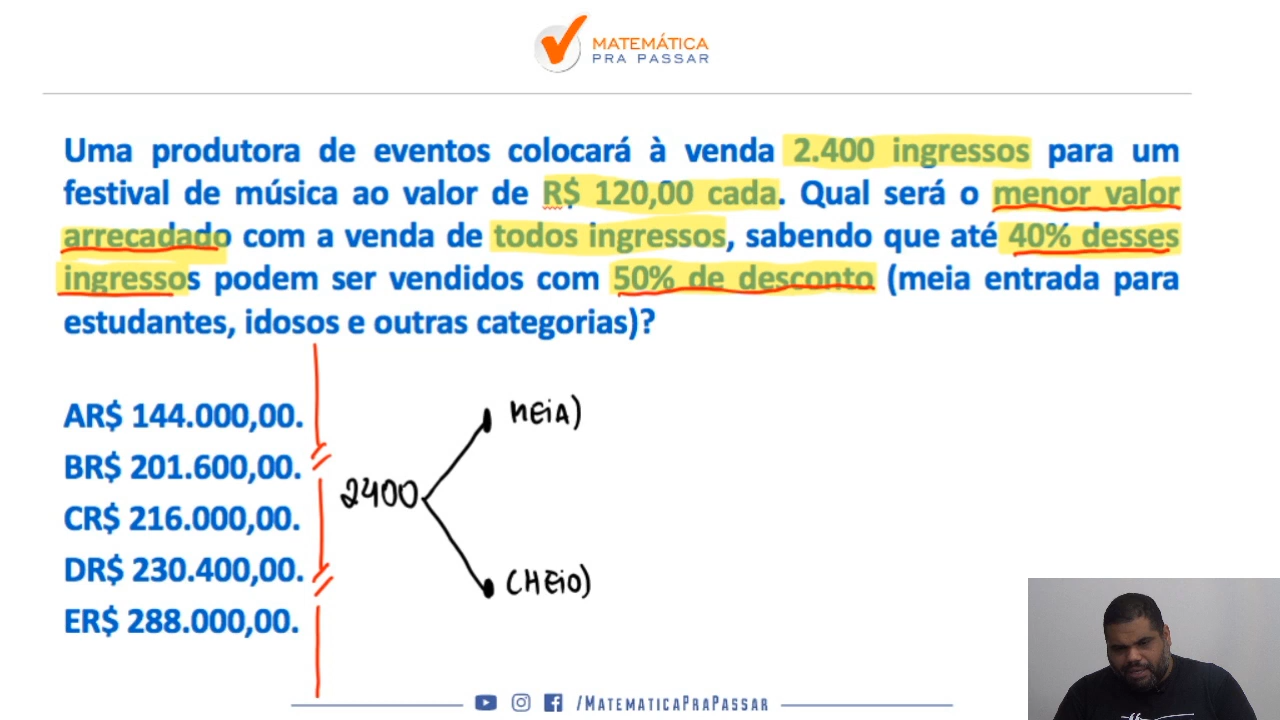 MATEMÁTICA
PRA PASSAR
Uma produtora de eventos colocará à venda 2.400 ingressos para um
festival de música ao valor de R$ 120,00 cada. Qual será o menor valor
arrecadado com a venda de todos ingressos, sabendo que até 40% desses
ingressos podem ser vendidos com 50% de desconto (meia entrada para
estudantes, idosos e outras categorias)?
AR$ 144.000,00.
BR$ 201.600,00.
CR$ 216.000,00.
DR$ 230.400,00.
ER$ 288.000,00.
MEiA)
2400
CHEiO)
/MATEMATICAPRAPASSAR